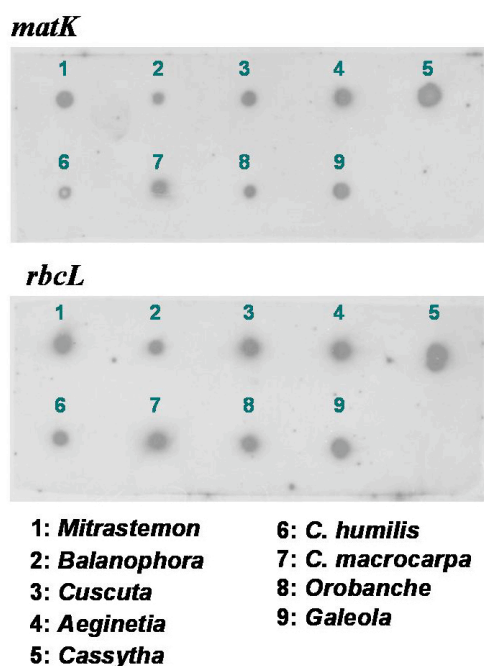 matK
1 2 3 4 5
6 7 8 9
rbcL
1 2 3 4 5
6 7 8 9
1: Mitrastemon
2: Balanophora
3: Cuscuta
4: Aeginetia
5: Cassytha
6: C. humilis
7: C. macrocarpa
8: Orobanche
9: Galeola